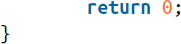 return 0;
}